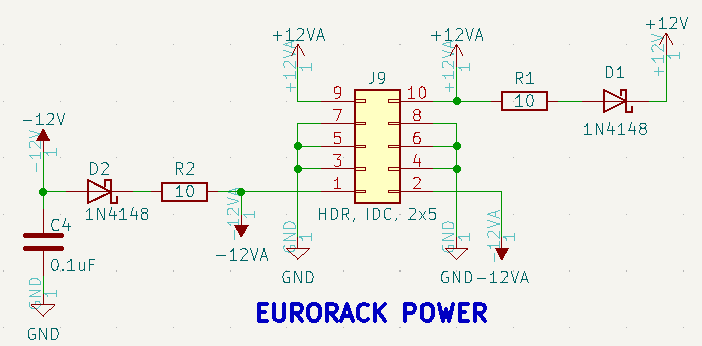 +12VA
+12VA
+12V
+12VA
1
+12VA
1
+12V
1
J9
R1
D1
10
1N4148
9
10
7
8
5
6
3
4
1
2
HDR, IDC, 2x5
-12V
-12V
1
D2
R2
10
1N4148
-12VA
1
-12VA
C4
0.1uF
GND
1
GND
GND
1
GND
GND
1
GND
-12VA
1
-12VA
EURORACK POWER